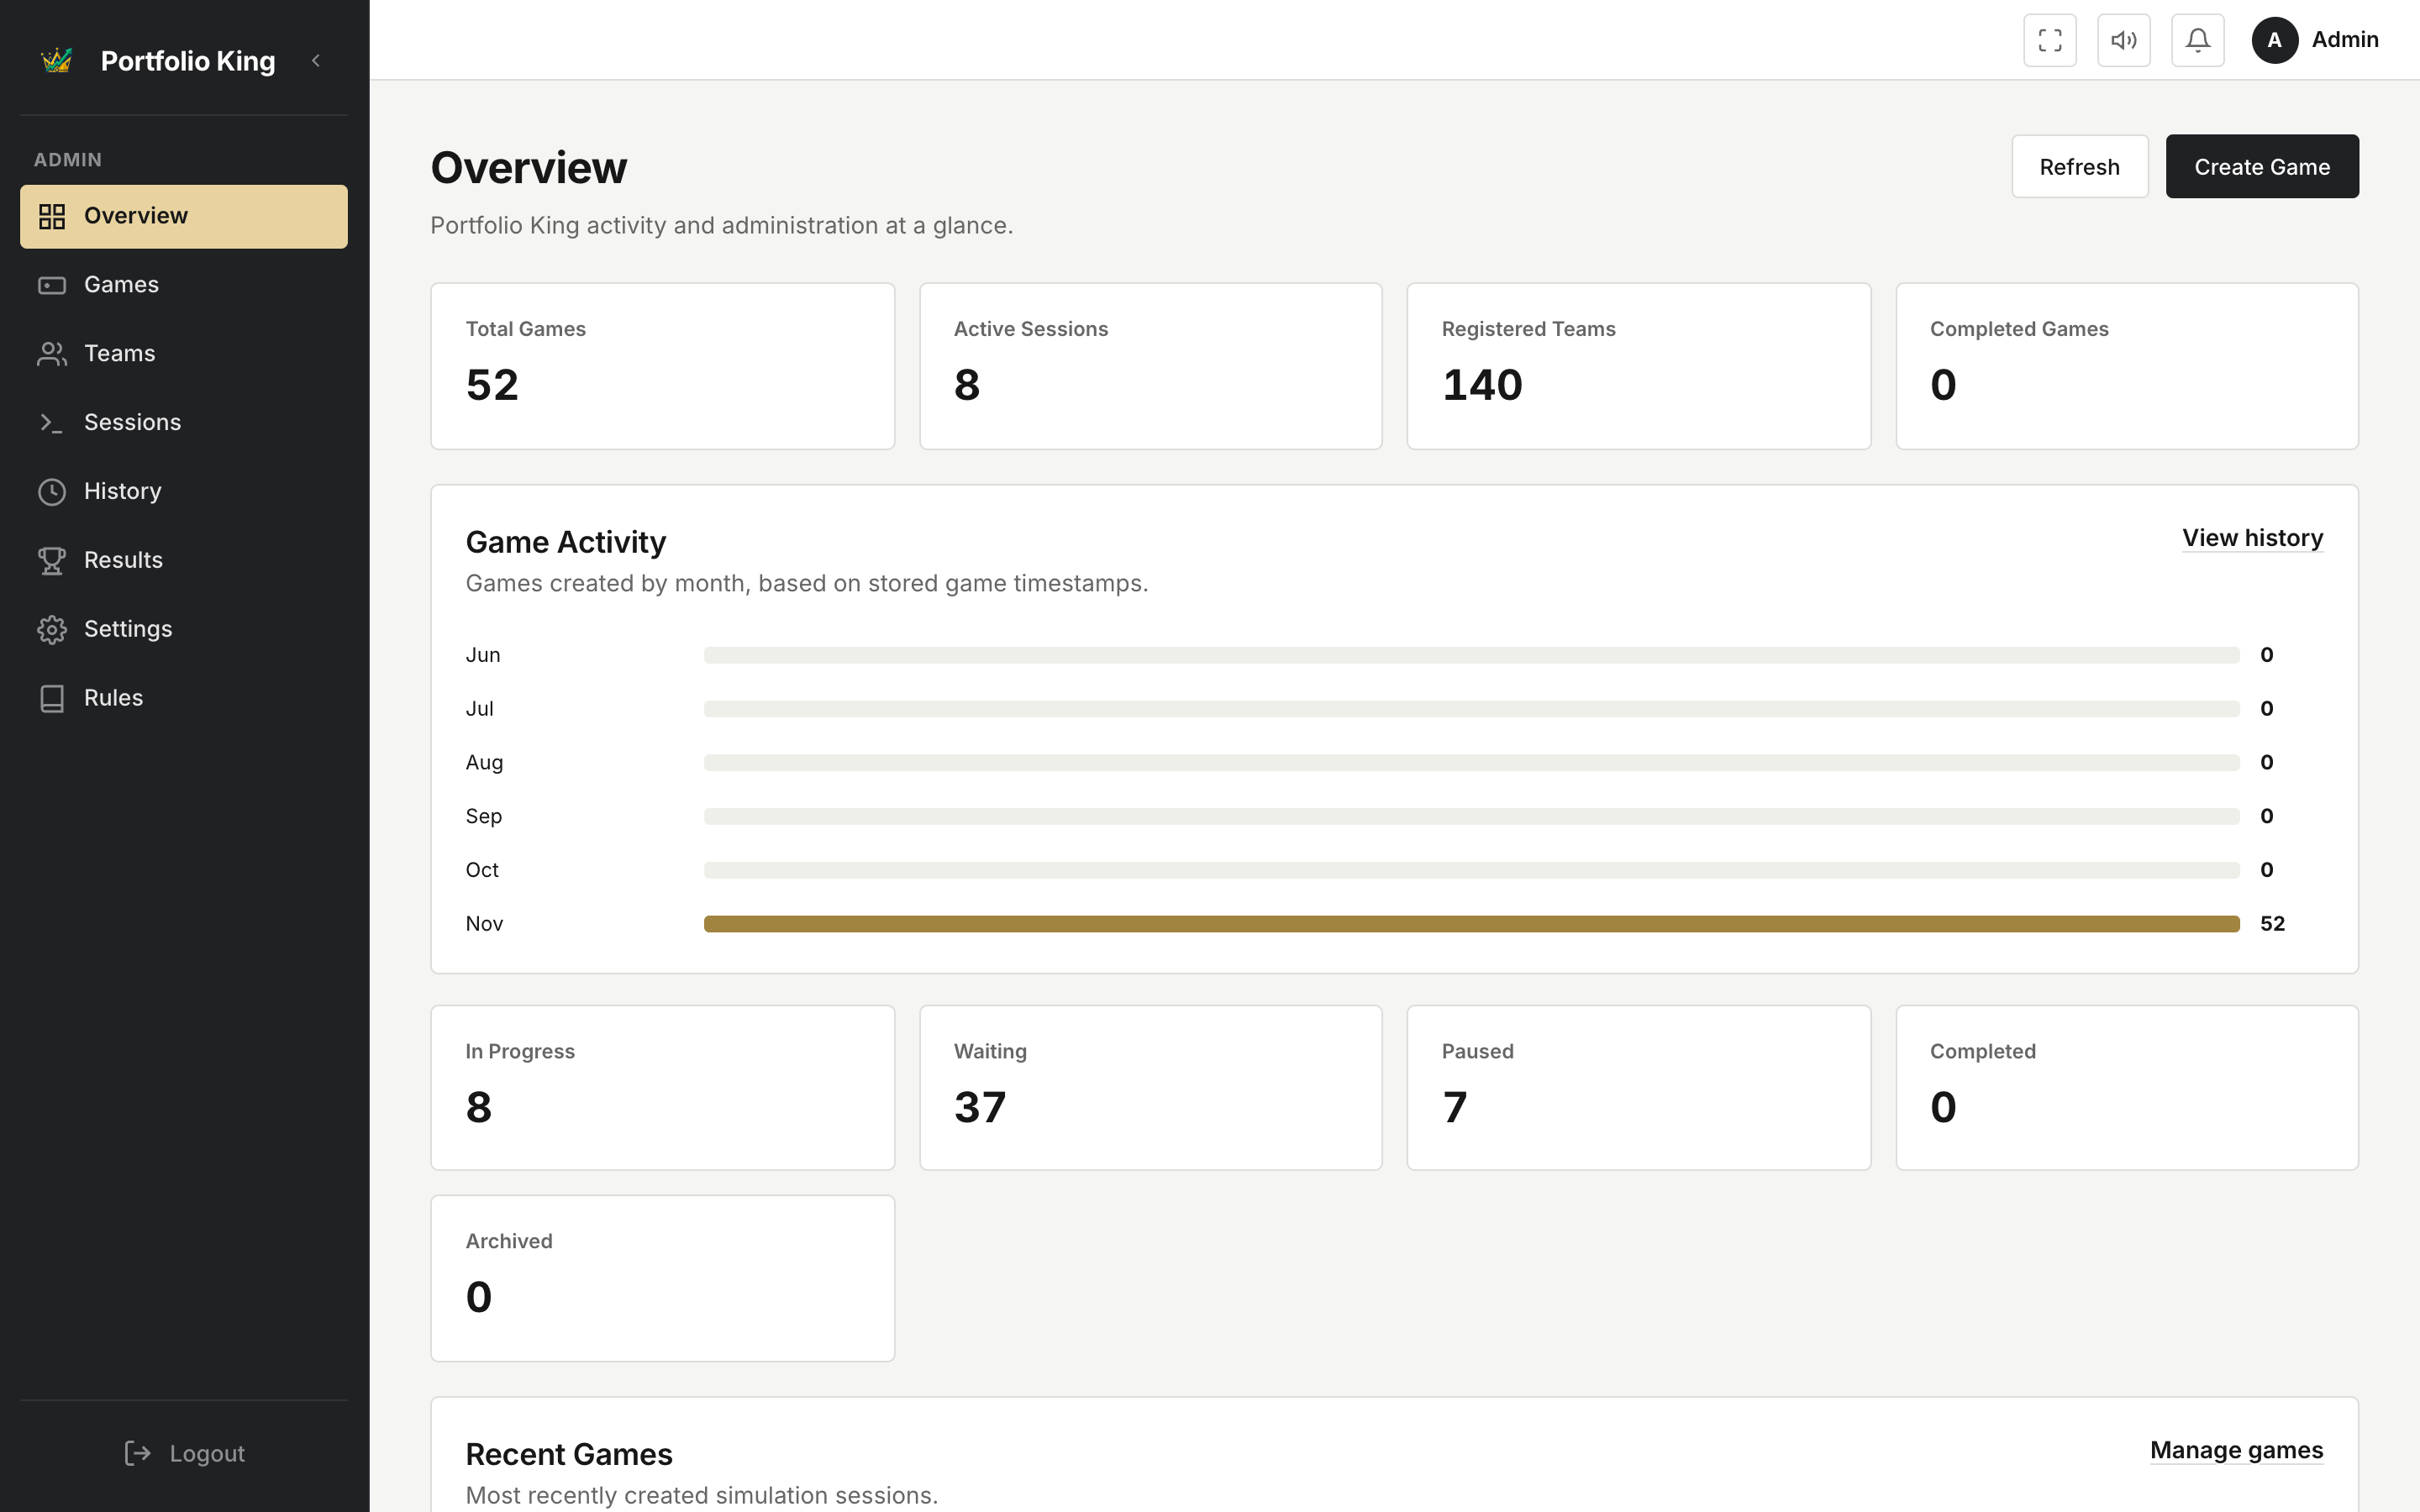 Portfolio King
ADMIN
Overview
Games
Teams
Sessions
History
Results
Settings
Rules
Logout
A Admin
Overview
Portfolio King activity and administration at a glance.
Refresh
Create Game
Total Games
52
Active Sessions
8
Registered Teams
140
Completed Games
0
Game Activity
View history
Games created by month, based on stored game timestamps.
Jun 0
Jul 0
Aug 0
Sep 0
Oct 0
Nov 52
In Progress
8
Waiting
37
Paused
7
Completed
0
Archived
0
Recent Games
Manage games
Most recently created simulation sessions.